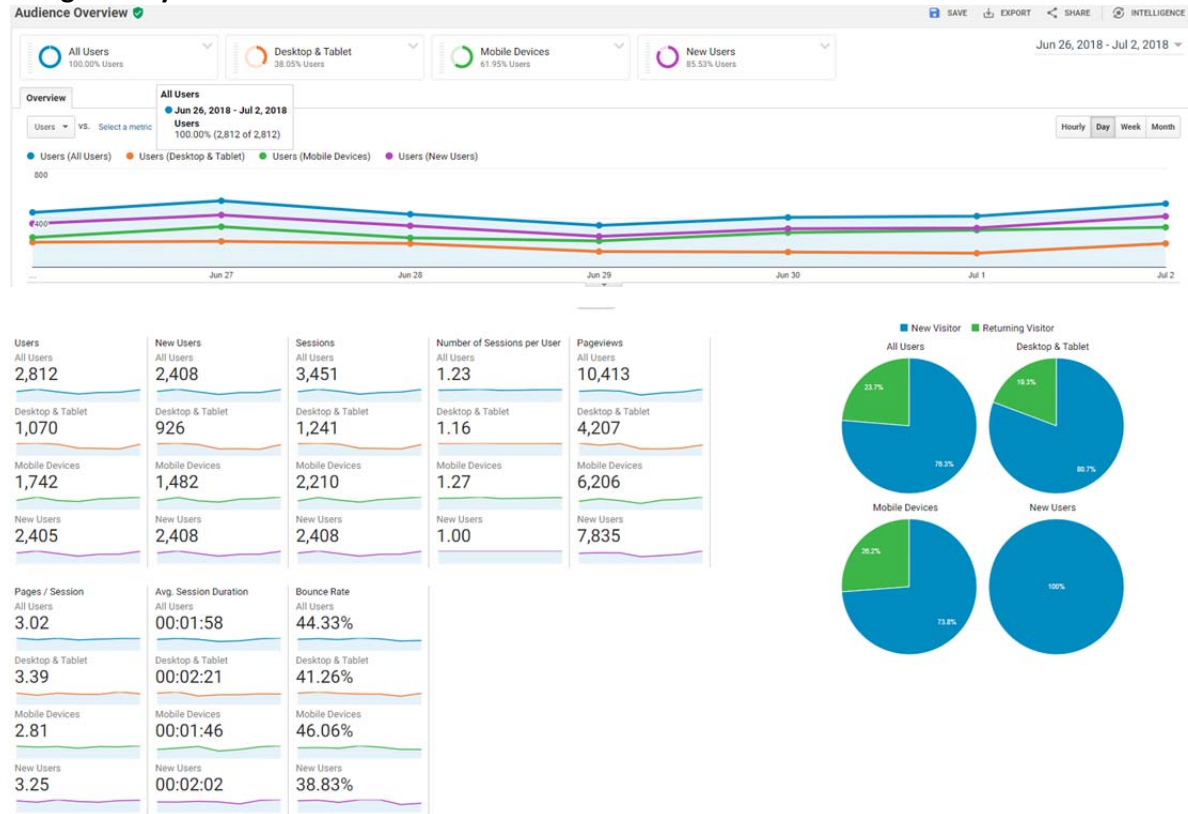 Audience Overview
SAVE EXPORT SHARE INTELLIGENCE
All Users
100.00% Users
Desktop & Tablet
38.05% Users
Mobile Devices
61.95% Users
New Users
85.53% Users
Jun 26, 2018 - Jul 2, 2018
Overview
All Users
Jun 26, 2018 - Jul 2, 2018
Users
100.00% (2,812 of 2,812)
Users VS. Select a metric
Hourly Day Week Month
Users (All Users) Users (Desktop & Tablet) Users (Mobile Devices) Users (New Users)
800
400
... Jun 27 Jun 28 Jun 29 Jun 30 Jul 1 Jul 2
Users
All Users
2,812
Desktop & Tablet
1,070
Mobile Devices
1,742
New Users
2,405
New Users
All Users
2,408
Desktop & Tablet
926
Mobile Devices
1,482
New Users
2,408
Sessions
All Users
3,451
Desktop & Tablet
1,241
Mobile Devices
2,210
New Users
2,408
Number of Sessions per User
All Users
1.23
Desktop & Tablet
1.16
Mobile Devices
1.27
New Users
1.00
Pageviews
All Users
10,413
Desktop & Tablet
4,207
Mobile Devices
6,206
New Users
7,835
Pages / Session
All Users
3.02
Desktop & Tablet
3.39
Mobile Devices
2.81
New Users
3.25
Avg. Session Duration
All Users
00:01:58
Desktop & Tablet
00:02:21
Mobile Devices
00:01:46
New Users
00:02:02
Bounce Rate
All Users
44.33%
Desktop & Tablet
41.26%
Mobile Devices
46.06%
New Users
38.83%
New Visitor Returning Visitor
All Users
23.7%
76.3%
Desktop & Tablet
19.3%
80.7%
Mobile Devices
26.2%
73.8%
New Users
100%